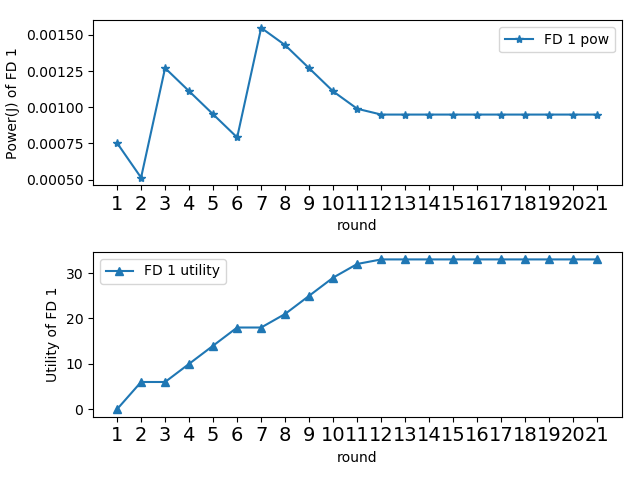 0.00150
0.00125
0.00100
0.00075
0.00050
Power(J) of FD 1
FD 1 pow
1 2 3 4 5 6 7 8 9 10 11 12 13 14 15 16 17 18 19 20 21
round
30
20
10
0
Utility of FD 1
FD 1 utility
1 2 3 4 5 6 7 8 9 10 11 12 13 14 15 16 17 18 19 20 21
round